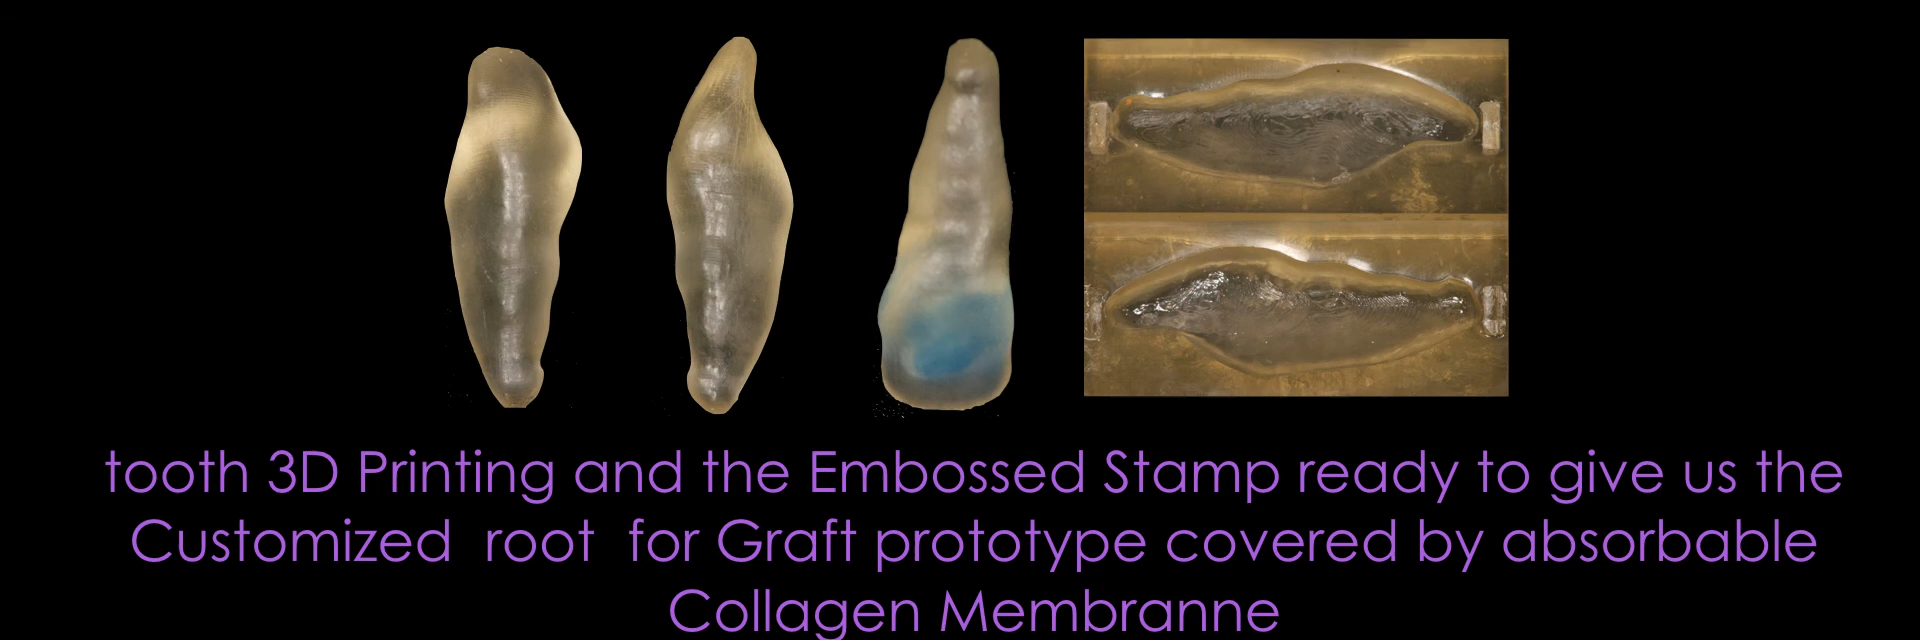 tooth 3D Printing and the Embossed Stamp ready to give us the
Customized  root  for Graft prototype covered by absorbable
Collagen Membranne